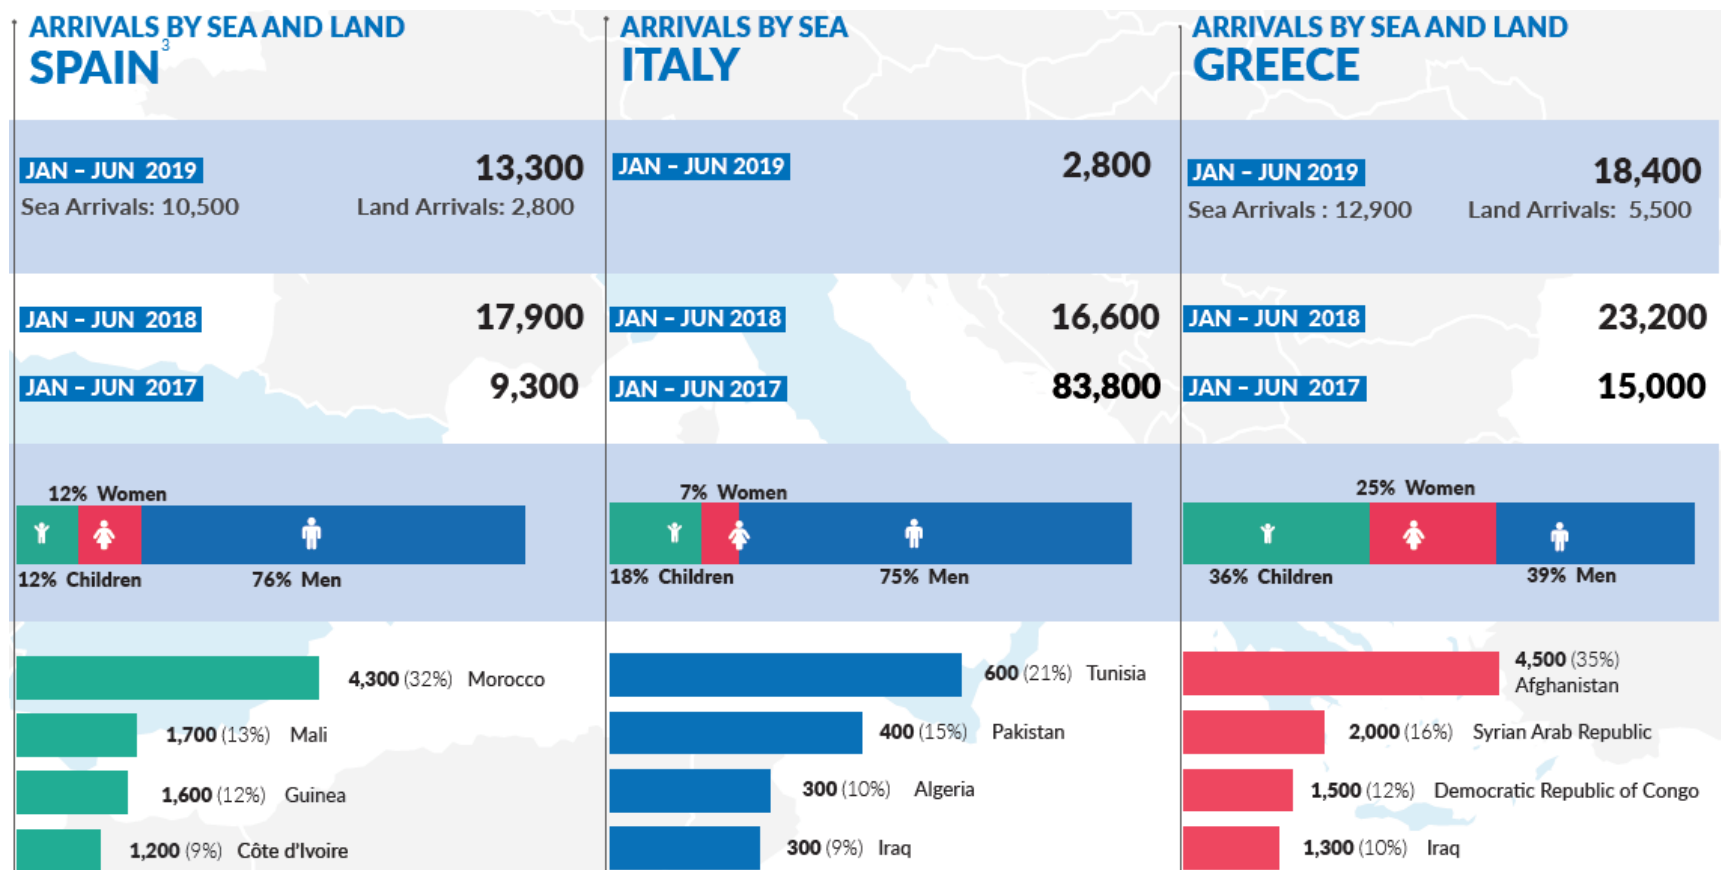 ARRIVALS BY SEA AND LAND
SPAIN3
JAN – JUN 2019 13,300
Sea Arrivals: 10,500 Land Arrivals: 2,800
JAN – JUN 2018 17,900
JAN – JUN 2017 9,300
12% Women
12% Children 76% Men
4,300 (32%) Morocco
1,700 (13%) Mali
1,600 (12%) Guinea
1,200 (9%) Côte d’Ivoire
ARRIVALS BY SEA
ITALY
JAN – JUN 2019 2,800
JAN – JUN 2018 16,600
JAN – JUN 2017 83,800
7% Women
18% Children 75% Men
600 (21%) Tunisia
400 (15%) Pakistan
300 (10%) Algeria
300 (9%) Iraq
ARRIVALS BY SEA AND LAND
GREECE
JAN – JUN 2019 18,400
Sea Arrivals : 12,900 Land Arrivals: 5,500
JAN – JUN 2018 23,200
JAN – JUN 2017 15,000
25% Women
36% Children 39% Men
4,500 (35%)
Afghanistan
2,000 (16%) Syrian Arab Republic
1,500 (12%) Democratic Republic of Congo
1,300 (10%) Iraq